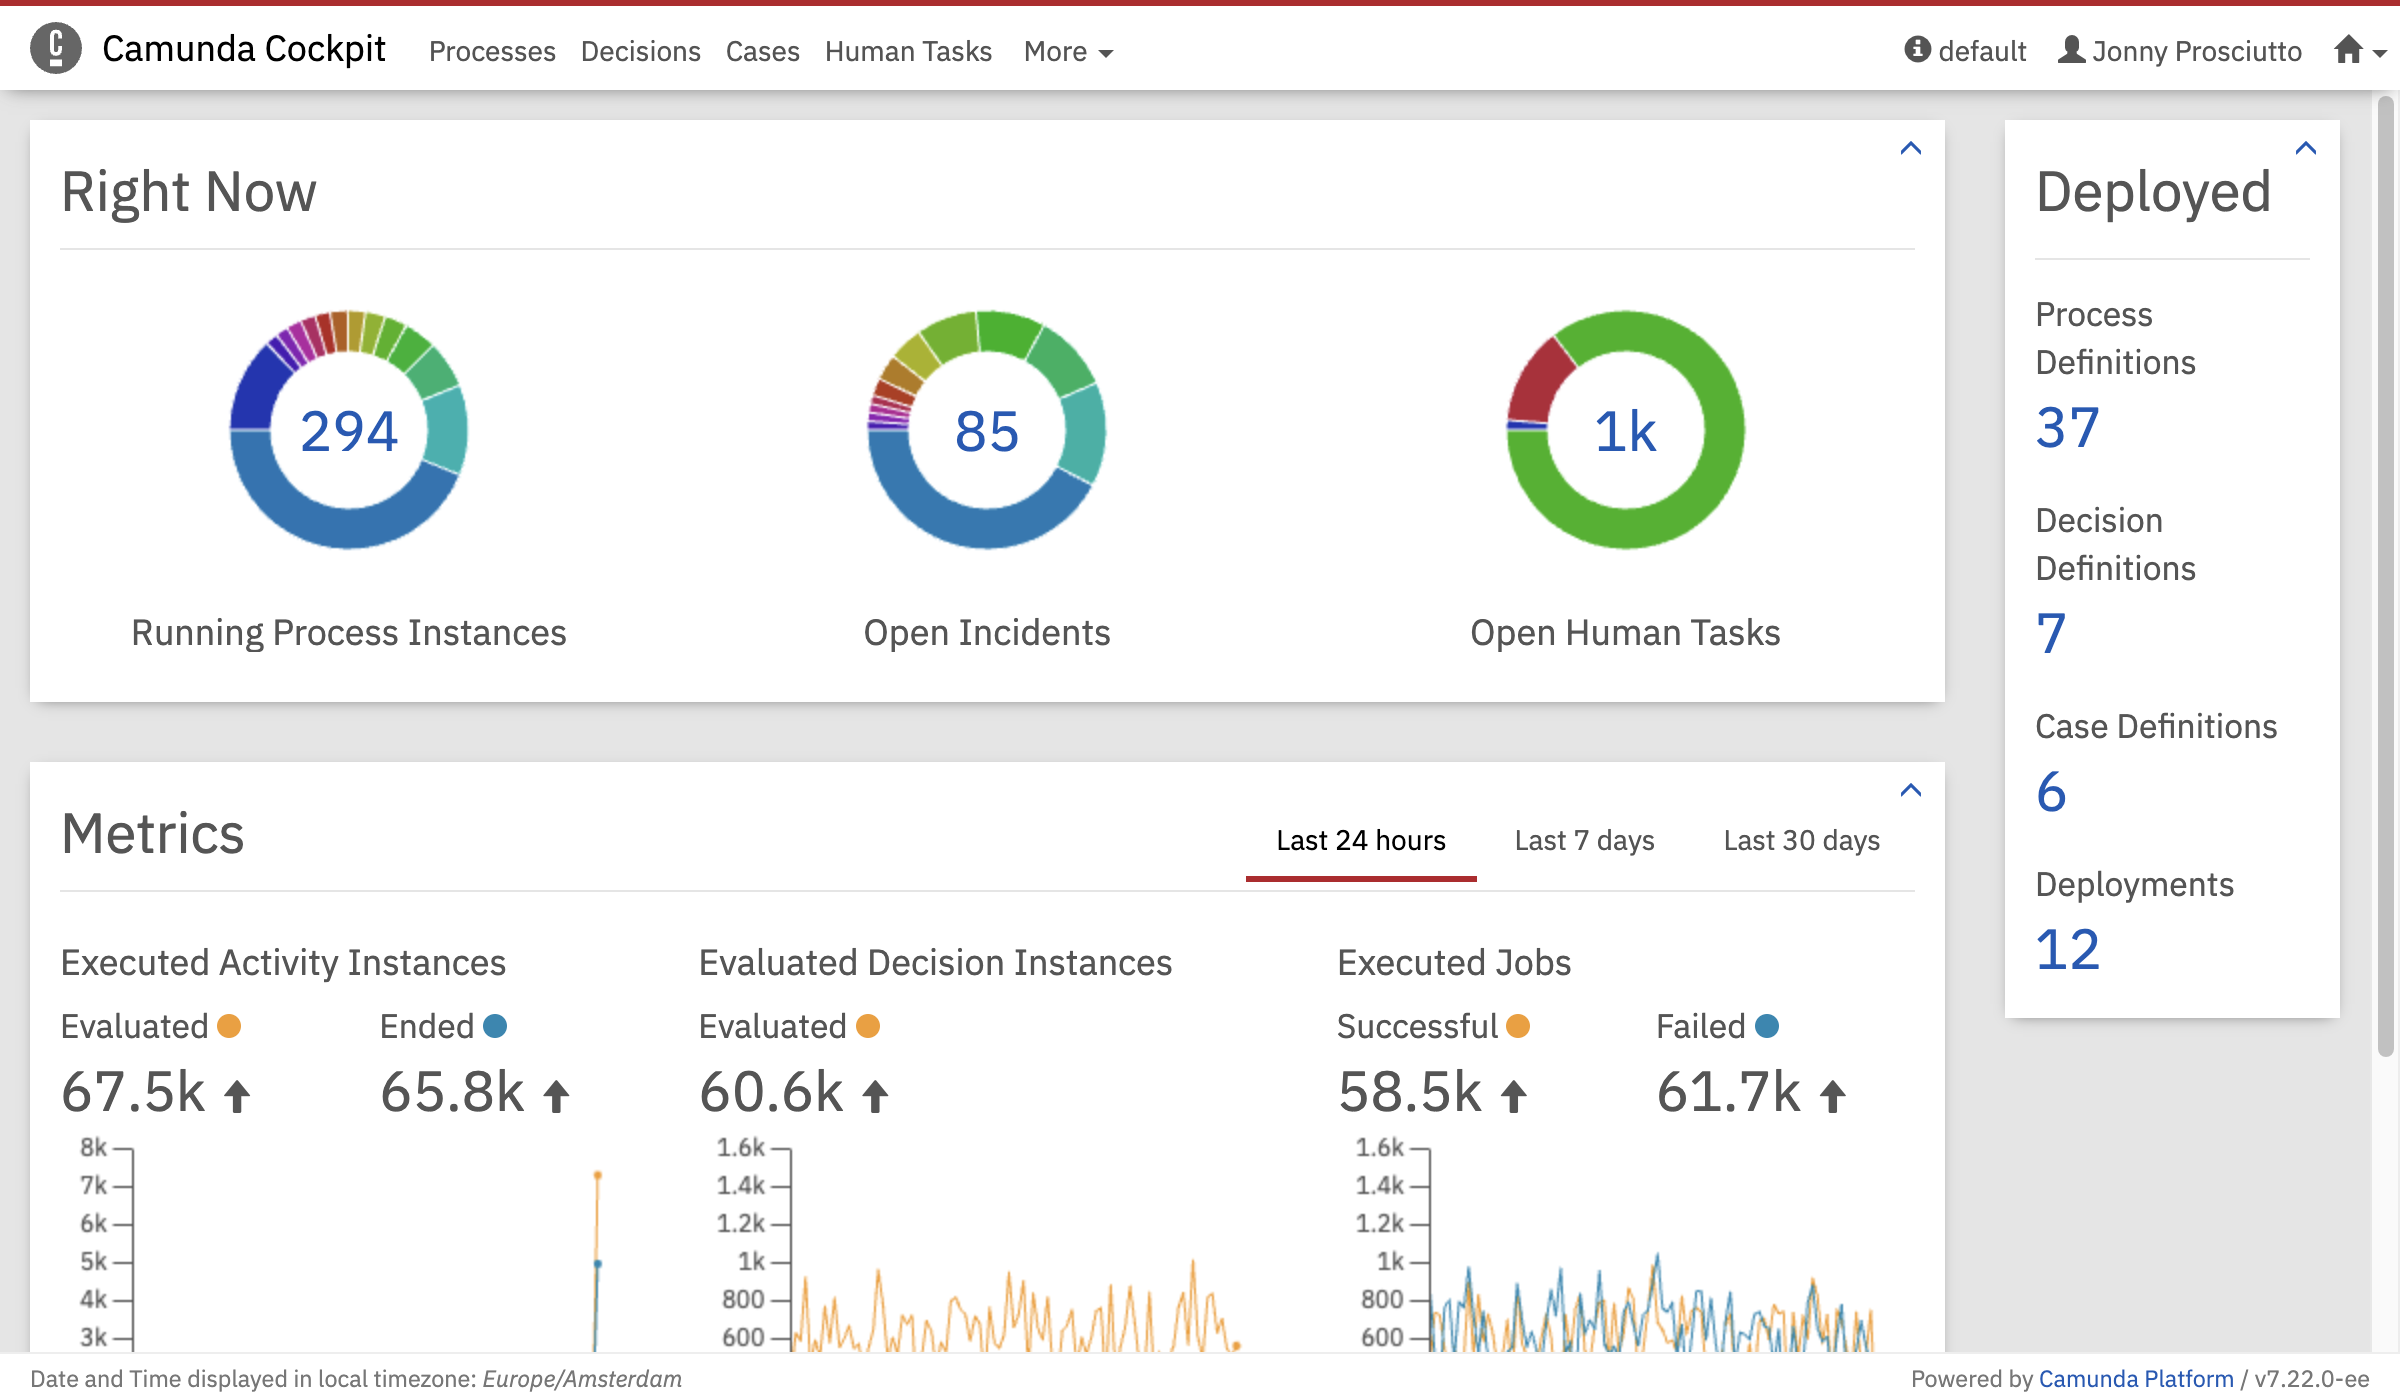 Camunda Cockpit Processes Decisions Cases Human Tasks More default Jonny Prosciutto
Right Now
294
85
1k
Running Process Instances
Open Incidents
Open Human Tasks
Deployed
Process
Definitions
37
Decision
Definitions
7
Case Definitions
6
Deployments
12
Metrics
Last 24 hours Last 7 days Last 30 days
Executed Activity Instances
Evaluated Ended
67.5k 65.8k
8k
7k
6k
5k
4k
3k
Evaluated Decision Instances
Evaluated
60.6k
1.6k
1.4k
1.2k
1k
800
600
Executed Jobs
Successful Failed
58.5k 61.7k
1.6k
1.4k
1.2k
1k
800
600
Date and Time displayed in local timezone: Europe/Amsterdam
Powered by Camunda Platform / v7.22.0-ee